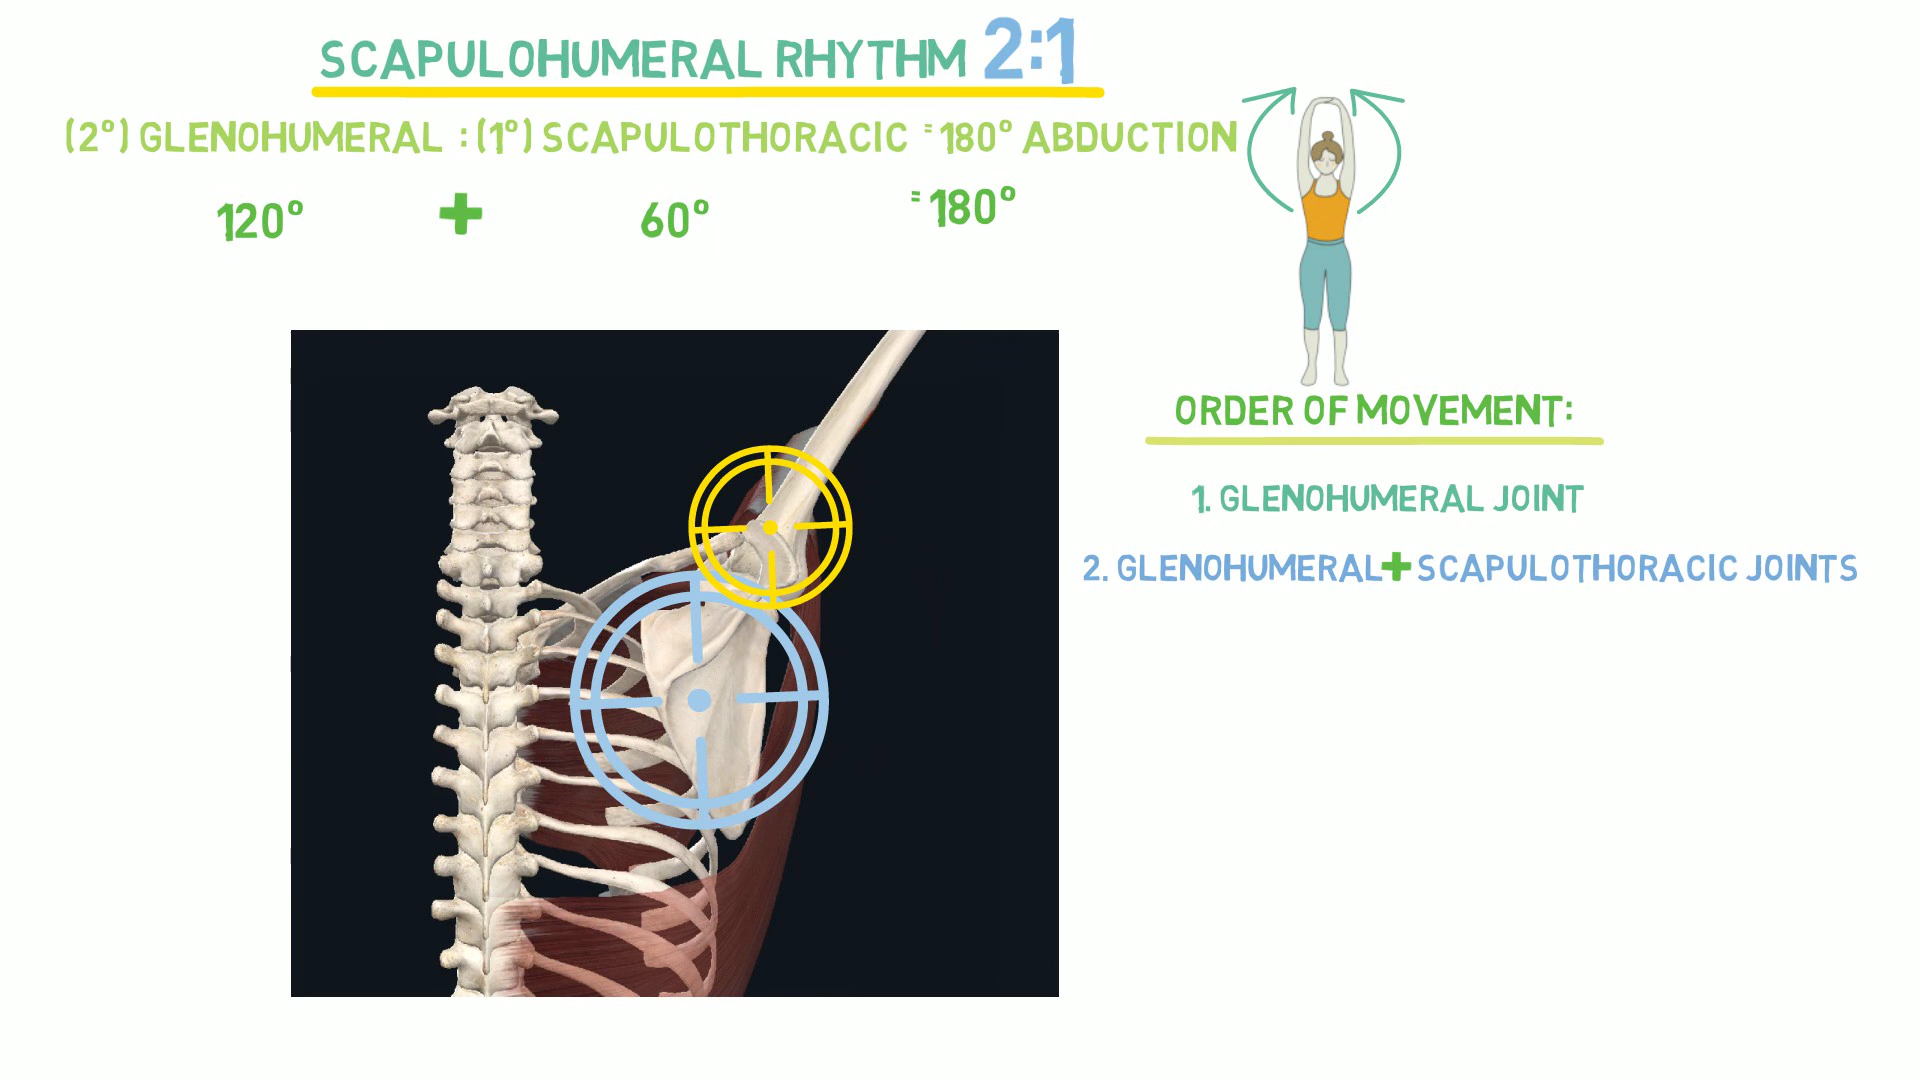 SCAPULOHUMERAL RHYTHM 2:1
(2°) GLENOHUMERAL : (1°) SCAPULOTHORACIC = 180° ABDUCTION
120° + 60° = 180°
ORDER OF MOVEMENT:
1. GLENOHUMERAL JOINT
2. GLENOHUMERAL + SCAPULOTHORACIC JOINTS